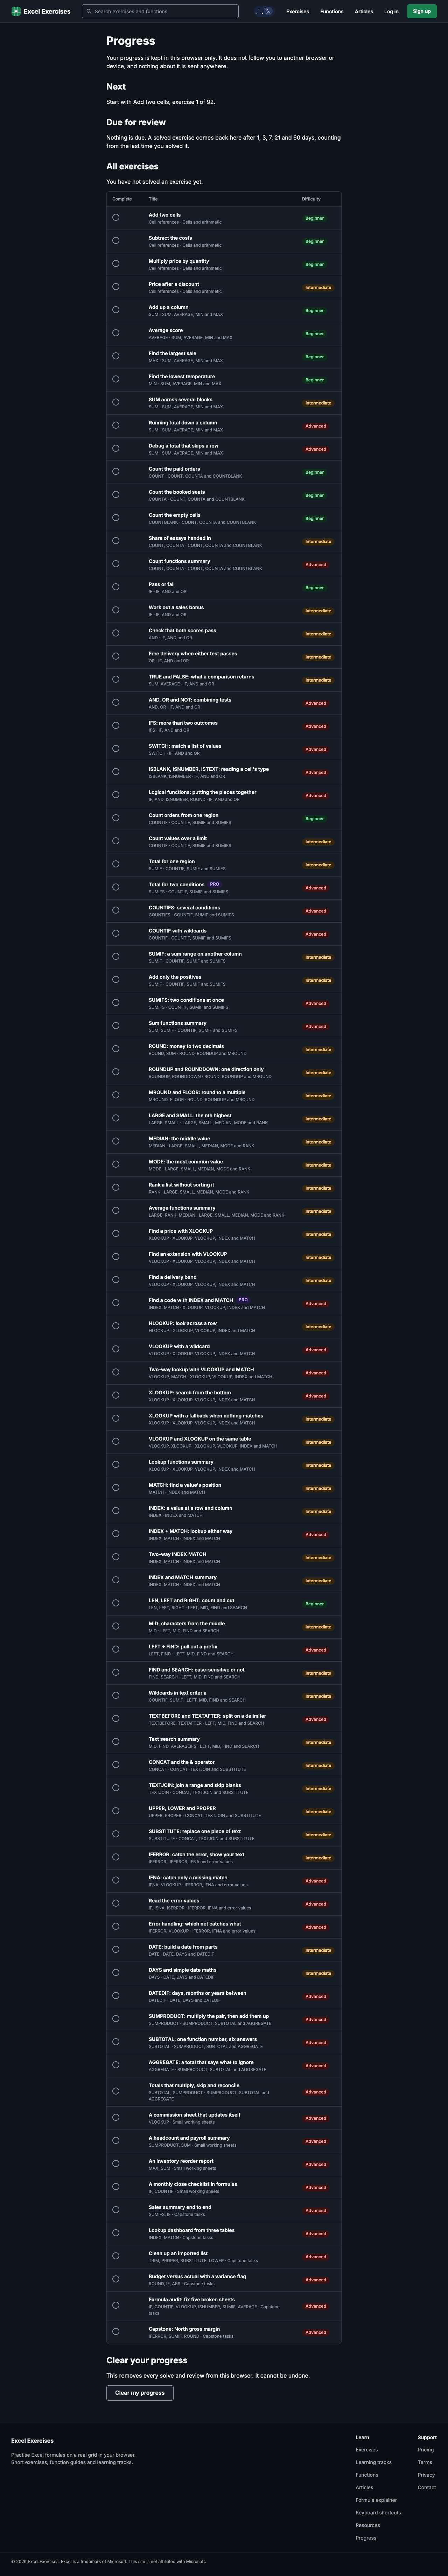 Excel Exercises
Search exercises and functions
Exercises
Functions
Articles
Log in
Sign up
Progress
Your progress is kept in this browser only. It does not follow you to another browser or
device, and nothing about it is sent anywhere.
Next
Start with Add two cells, exercise 1 of 92.
Due for review
Nothing is due. A solved exercise comes back here after 1, 3, 7, 21 and 60 days, counting
from the last time you solved it.
All exercises
You have not solved an exercise yet.
Complete Title Difficulty
Add two cells
Cell references · Cells and arithmetic
Beginner
Subtract the costs
Cell references · Cells and arithmetic
Beginner
Multiply price by quantity
Cell references · Cells and arithmetic
Beginner
Price after a discount
Cell references · Cells and arithmetic
Intermediate
Add up a column
SUM · SUM, AVERAGE, MIN and MAX
Beginner
Average score
AVERAGE · SUM, AVERAGE, MIN and MAX
Beginner
Find the largest sale
MAX · SUM, AVERAGE, MIN and MAX
Beginner
Find the lowest temperature
MIN · SUM, AVERAGE, MIN and MAX
Beginner
SUM across several blocks
SUM · SUM, AVERAGE, MIN and MAX
Intermediate
Running total down a column
SUM · SUM, AVERAGE, MIN and MAX
Advanced
Debug a total that skips a row
SUM · SUM, AVERAGE, MIN and MAX
Advanced
Count the paid orders
COUNT · COUNT, COUNTA and COUNTBLANK
Beginner
Count the booked seats
COUNTA · COUNT, COUNTA and COUNTBLANK
Beginner
Count the empty cells
COUNTBLANK · COUNT, COUNTA and COUNTBLANK
Beginner
Share of essays handed in
COUNT, COUNTA · COUNT, COUNTA and COUNTBLANK
Intermediate
Count functions summary
COUNT, COUNTA · COUNT, COUNTA and COUNTBLANK
Advanced
Pass or fail
IF · IF, AND and OR
Beginner
Work out a sales bonus
IF · IF, AND and OR
Intermediate
Check that both scores pass
AND · IF, AND and OR
Intermediate
Free delivery when either test passes
OR · IF, AND and OR
Intermediate
TRUE and FALSE: what a comparison returns
SUM, AVERAGE · IF, AND and OR
Intermediate
AND, OR and NOT: combining tests
AND, OR · IF, AND and OR
Advanced
IFS: more than two outcomes
IFS · IF, AND and OR
Advanced
SWITCH: match a list of values
SWITCH · IF, AND and OR
Advanced
ISBLANK, ISNUMBER, ISTEXT: reading a cell's type
ISBLANK, ISNUMBER · IF, AND and OR
Advanced
Logical functions: putting the pieces together
IF, AND, ISNUMBER, ROUND · IF, AND and OR
Advanced
Count orders from one region
COUNTIF · COUNTIF, SUMIF and SUMIFS
Beginner
Count values over a limit
COUNTIF · COUNTIF, SUMIF and SUMIFS
Intermediate
Total for one region
SUMIF · COUNTIF, SUMIF and SUMIFS
Intermediate
Total for two conditions PRO
SUMIFS · COUNTIF, SUMIF and SUMIFS
Advanced
COUNTIFS: several conditions
COUNTIFS · COUNTIF, SUMIF and SUMIFS
Advanced
COUNTIF with wildcards
COUNTIF · COUNTIF, SUMIF and SUMIFS
Advanced
SUMIF: a sum range on another column
SUMIF · COUNTIF, SUMIF and SUMIFS
Intermediate
Add only the positives
SUMIF · COUNTIF, SUMIF and SUMIFS
Intermediate
SUMIFS: two conditions at once
SUMIFS · COUNTIF, SUMIF and SUMIFS
Advanced
Sum functions summary
SUM, SUMIF · COUNTIF, SUMIF and SUMIFS
Advanced
ROUND: money to two decimals
ROUND, SUM · ROUND, ROUNDUP and MROUND
Intermediate
ROUNDUP and ROUNDDOWN: one direction only
ROUNDUP, ROUNDDOWN · ROUND, ROUNDUP and MROUND
Intermediate
MROUND and FLOOR: round to a multiple
MROUND, FLOOR · ROUND, ROUNDUP and MROUND
Intermediate
LARGE and SMALL: the nth highest
LARGE, SMALL · LARGE, SMALL, MEDIAN, MODE and RANK
Intermediate
MEDIAN: the middle value
MEDIAN · LARGE, SMALL, MEDIAN, MODE and RANK
Intermediate
MODE: the most common value
MODE · LARGE, SMALL, MEDIAN, MODE and RANK
Intermediate
Rank a list without sorting it
RANK · LARGE, SMALL, MEDIAN, MODE and RANK
Intermediate
Average functions summary
LARGE, RANK, MEDIAN · LARGE, SMALL, MEDIAN, MODE and RANK
Intermediate
Find a price with XLOOKUP
XLOOKUP · XLOOKUP, VLOOKUP, INDEX and MATCH
Intermediate
Find an extension with VLOOKUP
VLOOKUP · XLOOKUP, VLOOKUP, INDEX and MATCH
Intermediate
Find a delivery band
VLOOKUP · XLOOKUP, VLOOKUP, INDEX and MATCH
Intermediate
Find a code with INDEX and MATCH PRO
INDEX, MATCH · XLOOKUP, VLOOKUP, INDEX and MATCH
Advanced
HLOOKUP: look across a row
HLOOKUP · XLOOKUP, VLOOKUP, INDEX and MATCH
Intermediate
VLOOKUP with a wildcard
VLOOKUP · XLOOKUP, VLOOKUP, INDEX and MATCH
Advanced
Two-way lookup with VLOOKUP and MATCH
VLOOKUP, MATCH · XLOOKUP, VLOOKUP, INDEX and MATCH
Advanced
XLOOKUP: search from the bottom
XLOOKUP · XLOOKUP, VLOOKUP, INDEX and MATCH
Advanced
XLOOKUP with a fallback when nothing matches
XLOOKUP · XLOOKUP, VLOOKUP, INDEX and MATCH
Intermediate
VLOOKUP and XLOOKUP on the same table
VLOOKUP, XLOOKUP · XLOOKUP, VLOOKUP, INDEX and MATCH
Intermediate
Lookup functions summary
XLOOKUP · XLOOKUP, VLOOKUP, INDEX and MATCH
Intermediate
MATCH: find a value's position
MATCH · INDEX and MATCH
Intermediate
INDEX: a value at a row and column
INDEX · INDEX and MATCH
Intermediate
INDEX + MATCH: lookup either way
INDEX, MATCH · INDEX and MATCH
Advanced
Two-way INDEX MATCH
INDEX, MATCH · INDEX and MATCH
Intermediate
INDEX and MATCH summary
INDEX, MATCH · INDEX and MATCH
Intermediate
LEN, LEFT and RIGHT: count and cut
LEN, LEFT, RIGHT · LEFT, MID, FIND and SEARCH
Beginner
MID: characters from the middle
MID · LEFT, MID, FIND and SEARCH
Intermediate
LEFT + FIND: pull out a prefix
LEFT, FIND · LEFT, MID, FIND and SEARCH
Advanced
FIND and SEARCH: case-sensitive or not
FIND, SEARCH · LEFT, MID, FIND and SEARCH
Intermediate
Wildcards in text criteria
COUNTIF, SUMIF · LEFT, MID, FIND and SEARCH
Intermediate
TEXTBEFORE and TEXTAFTER: split on a delimiter
TEXTBEFORE, TEXTAFTER · LEFT, MID, FIND and SEARCH
Advanced
Text search summary
MID, FIND, AVERAGEIFS · LEFT, MID, FIND and SEARCH
Intermediate
CONCAT and the & operator
CONCAT · CONCAT, TEXTJOIN and SUBSTITUTE
Intermediate
TEXTJOIN: join a range and skip blanks
TEXTJOIN · CONCAT, TEXTJOIN and SUBSTITUTE
Intermediate
UPPER, LOWER and PROPER
UPPER, PROPER · CONCAT, TEXTJOIN and SUBSTITUTE
Intermediate
SUBSTITUTE: replace one piece of text
SUBSTITUTE · CONCAT, TEXTJOIN and SUBSTITUTE
Intermediate
IFERROR: catch the error, show your text
IFERROR · IFERROR, IFNA and error values
Intermediate
IFNA: catch only a missing match
IFNA, VLOOKUP · IFERROR, IFNA and error values
Advanced
Read the error values
IF, ISNA, ISERROR · IFERROR, IFNA and error values
Advanced
Error handling: which net catches what
IFERROR, VLOOKUP · IFERROR, IFNA and error values
Advanced
DATE: build a date from parts
DATE · DATE, DAYS and DATEDIF
Intermediate
DAYS and simple date maths
DAYS · DATE, DAYS and DATEDIF
Intermediate
DATEDIF: days, months or years between
DATEDIF · DATE, DAYS and DATEDIF
Advanced
SUMPRODUCT: multiply the pair, then add them up
SUMPRODUCT · SUMPRODUCT, SUBTOTAL and AGGREGATE
Advanced
SUBTOTAL: one function number, six answers
SUBTOTAL · SUMPRODUCT, SUBTOTAL and AGGREGATE
Advanced
AGGREGATE: a total that says what to ignore
AGGREGATE · SUMPRODUCT, SUBTOTAL and AGGREGATE
Advanced
Totals that multiply, skip and reconcile
SUBTOTAL, SUMPRODUCT · SUMPRODUCT, SUBTOTAL and
AGGREGATE
Advanced
A commission sheet that updates itself
VLOOKUP · Small working sheets
Advanced
A headcount and payroll summary
SUMPRODUCT, SUM · Small working sheets
Advanced
An inventory reorder report
MAX, SUM · Small working sheets
Advanced
A monthly close checklist in formulas
IF, COUNTIF · Small working sheets
Advanced
Sales summary end to end
SUMIFS, IF · Capstone tasks
Advanced
Lookup dashboard from three tables
INDEX, MATCH · Capstone tasks
Advanced
Clean up an imported list
TRIM, PROPER, SUBSTITUTE, LOWER · Capstone tasks
Advanced
Budget versus actual with a variance flag
ROUND, IF, ABS · Capstone tasks
Advanced
Formula audit: fix five broken sheets
IF, COUNTIF, VLOOKUP, ISNUMBER, SUMIF, AVERAGE · Capstone
tasks
Advanced
Capstone: North gross margin
IFERROR, SUMIF, ROUND · Capstone tasks
Advanced
Clear your progress
This removes every solve and review from this browser. It cannot be undone.
Clear my progress
Excel Exercises
Practise Excel formulas on a real grid in your browser.
Short exercises, function guides and learning tracks.
Learn
Exercises
Learning tracks
Functions
Articles
Formula explainer
Keyboard shortcuts
Resources
Progress
Support
Pricing
Terms
Privacy
Contact
© 2026 Excel Exercises. Excel is a trademark of Microsoft. This site is not affiliated with Microsoft.